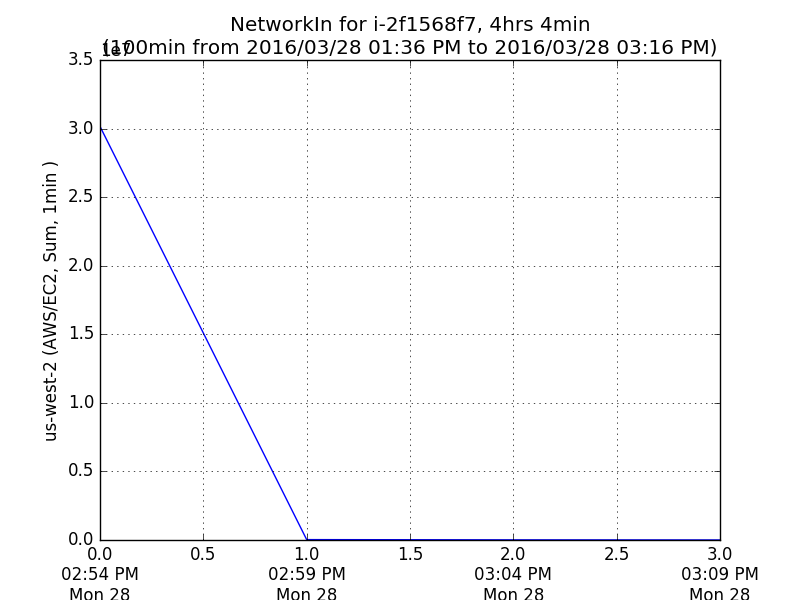 NetworkIn for i-2f1568f7, 4hrs 4min
(100min from 2016/03/28 01:36 PM to 2016/03/28 03:16 PM)
1e7
3.5
3.0
2.5
2.0
1.5
1.0
0.5
0.0
us-west-2 (AWS/EC2, Sum, 1min )
0.0 0.5 1.0 1.5 2.0 2.5 3.0
02:54 PM 02:59 PM 03:04 PM 03:09 PM
Mon 28 Mon 28 Mon 28 Mon 28